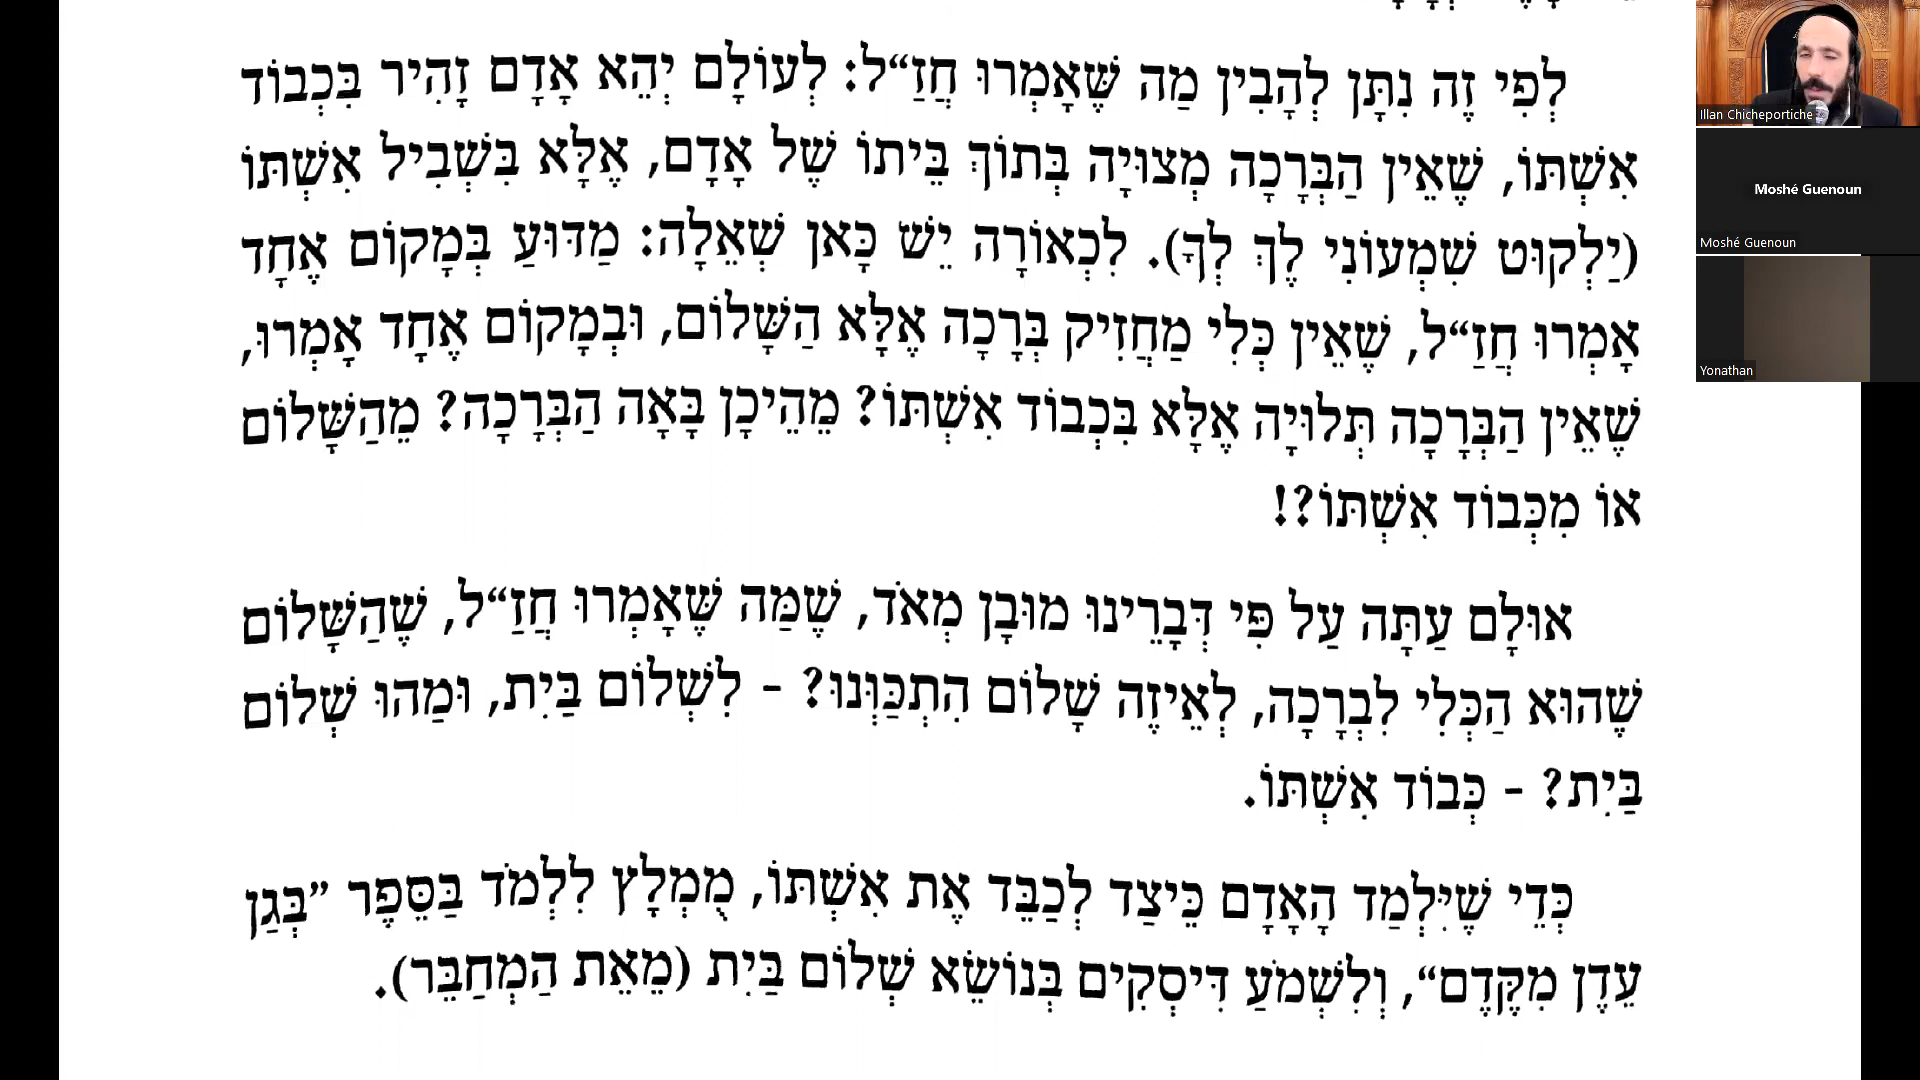 לְפִי זֶה נִתָּן לְהָבִין מַה שֶּׁאָמְרוּ חֲזַ״ל: לְעוֹלָם יְהֵא אָדָם זָהִיר בִּכְבוֹד
אִשְׁתּוֹ, שֶׁאֵין הַבְּרָכָה מְצוּיָה בְּתוֹךְ בֵּיתוֹ שֶׁל אָדָם, אֶלָּא בִּשְׁבִיל אִשְׁתּוֹ
(יַלְקוּט שִׁמְעוֹנִי לֶךְ לְךָ). לִכְאוֹרָה יֵשׁ כָּאן שְׁאֵלָה: מַדּוּעַ בְּמָקוֹם אֶחָד
אָמְרוּ חֲזַ״ל, שֶׁאֵין כְּלִי מַחֲזִיק בְּרָכָה אֶלָּא הַשָּׁלוֹם, וּבְמָקוֹם אֶחָד אָמְרוּ,
שֶׁאֵין הַבְּרָכָה תְּלוּיָה אֶלָּא בִּכְבוֹד אִשְׁתּוֹ? מֵהֵיכָן בָּאָה הַבְּרָכָה? מֵהַשָּׁלוֹם
אוֹ מִכְּבוֹד אִשְׁתּוֹ?!
אוּלָם עַתָּה עַל פִּי דְּבָרֵינוּ מוּבָן מְאֹד, שֶׁמַּה שֶּׁאָמְרוּ חֲזַ״ל, שֶׁהַשָּׁלוֹם
שֶׁהוּא הַכְּלִי לִבְרָכָה, לְאֵיזֶה שָׁלוֹם הִתְכַּוְּנוּ? - לִשְׁלוֹם בַּיִת, וּמַהוּ שְׁלוֹם
בַּיִת? - כְּבוֹד אִשְׁתּוֹ.
כְּדֵי שֶׁיִּלְמַד הָאָדָם כֵּיצַד לְכַבֵּד אֶת אִשְׁתּוֹ, מֻמְלָץ לִלְמֹד בַּסֵּפֶר ״בְּגַן
עֵדֶן מִקֶּדֶם״, וְלִשְׁמֹעַ דִּיסְקִים בְּנוֹשֵׂא שְׁלוֹם בַּיִת (מֵאֵת הַמְחַבֵּר).
Illan Chicheportiche
Moshé Guenoun
Moshé Guenoun
Yonathan